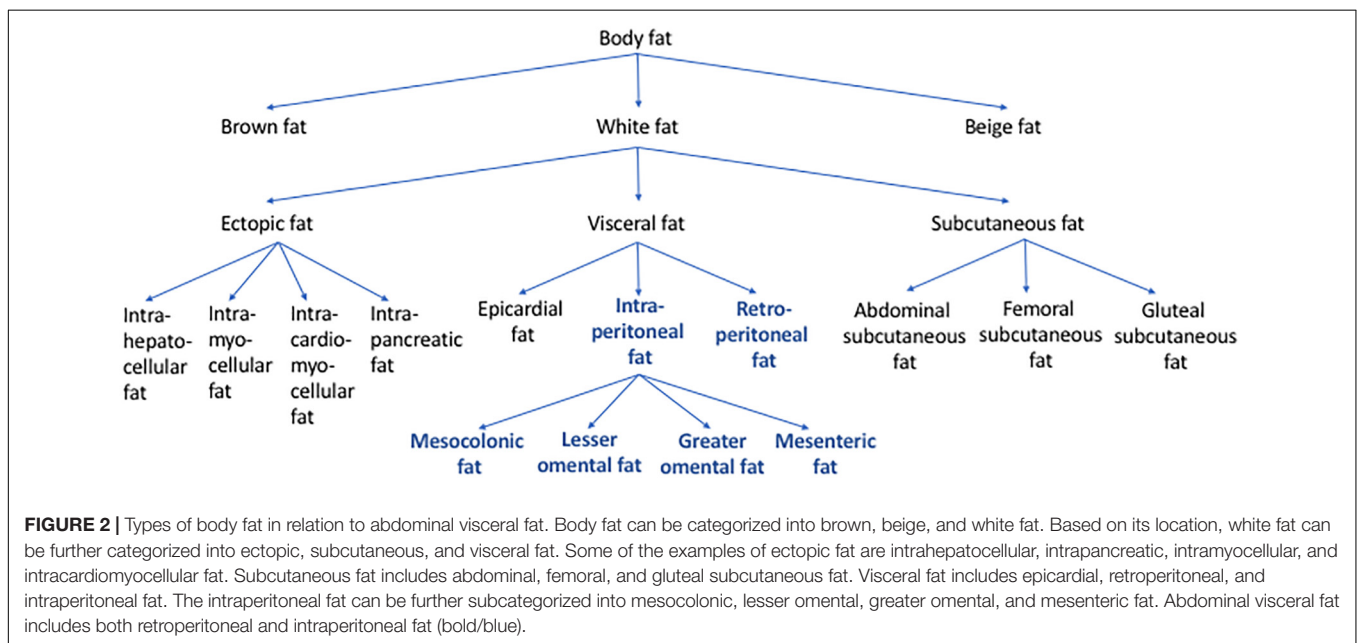 Body fat
Brown fat
White fat
Beige fat
Ectopic fat
Visceral fat
Subcutaneous fat
Intra-
hepato-
cellular
fat
Intra-
myo-
cellular
fat
Intra-
cardio-
myo-
cellular
fat
Intra-
pancreatic
fat
Epicardial
fat
Intra-
peritoneal
fat
Retro-
peritoneal
fat
Abdominal
subcutaneous
fat
Femoral
subcutaneous
fat
Gluteal
subcutaneous
fat
Mesocolonic
fat
Lesser
omental fat
Greater
omental fat
Mesenteric
fat
FIGURE 2 | Types of body fat in relation to abdominal visceral fat. Body fat can be categorized into brown, beige, and white fat. Based on its location, white fat can
be further categorized into ectopic, subcutaneous, and visceral fat. Some of the examples of ectopic fat are intrahepatocellular, intrapancreatic, intramyocellular, and
intracardiomyocellular fat. Subcutaneous fat includes abdominal, femoral, and gluteal subcutaneous fat. Visceral fat includes epicardial, retroperitoneal, and
intraperitoneal fat. The intraperitoneal fat can be further subcategorized into mesocolonic, lesser omental, greater omental, and mesenteric fat. Abdominal visceral fat
includes both retroperitoneal and intraperitoneal fat (bold/blue).